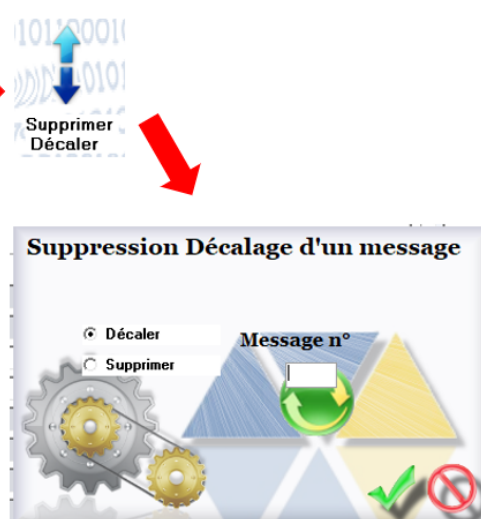 Supprimer
Décaler
Suppression Décalage d'un message
Décaler
Message n°
Supprimer